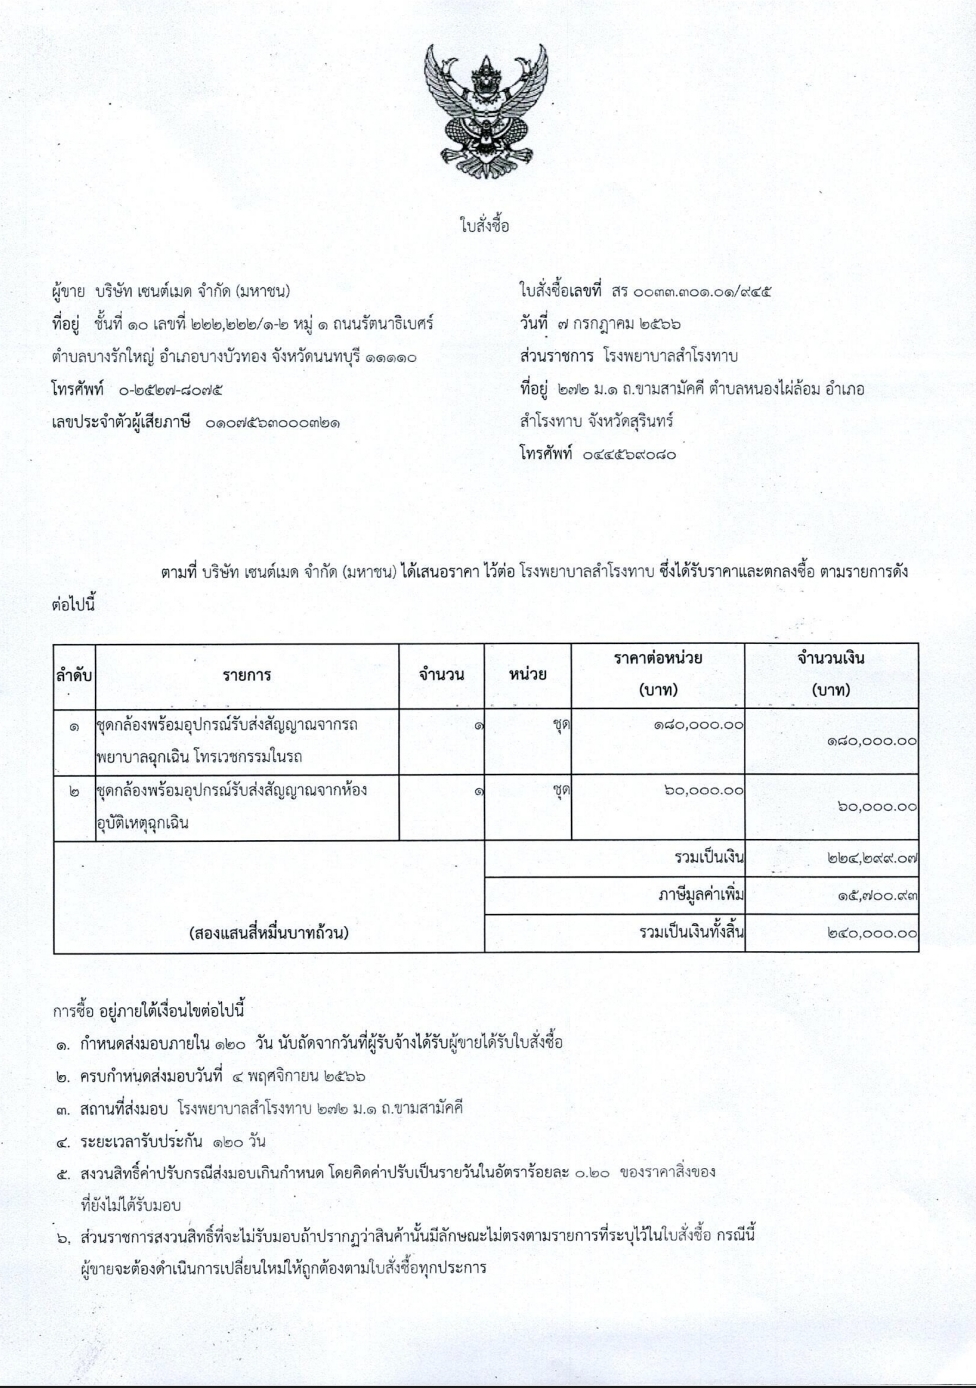 ใบสั่งซื้อ
ผู้ขาย บริษัท เซนต์เมด จำกัด (มหาชน)
ที่อยู่ ชั้นที่ ๑๐ เลขที่ ๒๒๒,๒๒๒/๑-๒ หมู่ ๑ ถนนรัตนาธิเบศร์
ตำบลบางรักใหญ่ อำเภอบางบัวทอง จังหวัดนนทบุรี ๑๑๑๑๐
โทรศัพท์ ๐-๒๕๒๗-๘๐๗๕
เลขประจำตัวผู้เสียภาษี ๐๑๐๗๕๖๓๐๐๐๓๒๑
ใบสั่งซื้อเลขที่ สร ๐๐๓๓.๓๐๑.๐๑/๙๔๕
วันที่ ๗ กรกฎาคม ๒๕๖๖
ส่วนราชการ โรงพยาบาลสำโรงทาบ
ที่อยู่ ๒๗๒ ม.๑ ถ.ขามสามัคคี ตำบลหนองไผ่ล้อม อำเภอ
สำโรงทาบ จังหวัดสุรินทร์
โทรศัพท์ ๐๔๔๕๖๙๐๘๐
ตามที่ บริษัท เซนต์เมด จำกัด (มหาชน) ได้เสนอราคา ไว้ต่อ โรงพยาบาลสำโรงทาบ ซึ่งได้รับราคาและตกลงซื้อ ตามรายการดัง
ต่อไปนี้
ลำดับ รายการ จำนวน หน่วย ราคาต่อหน่วย (บาท) จำนวนเงิน (บาท)
๑ ชุดกล้องพร้อมอุปกรณ์รับส่งสัญญาณจากรถ ๑ ชุด ๑๘๐,๐๐๐.๐๐ ๑๘๐,๐๐๐.๐๐
พยาบาลฉุกเฉิน โทรเวชกรรมในรถ
๒ ชุดกล้องพร้อมอุปกรณ์รับส่งสัญญาณจากห้อง ๑ ชุด ๖๐,๐๐๐.๐๐ ๖๐,๐๐๐.๐๐
อุบัติเหตุฉุกเฉิน
รวมเป็นเงิน ๒๒๔,๒๙๙.๐๗
ภาษีมูลค่าเพิ่ม ๑๕,๗๐๐.๙๓
(สองแสนสี่หมื่นบาทถ้วน) รวมเป็นเงินทั้งสิ้น ๒๔๐,๐๐๐.๐๐
การซื้อ อยู่ภายใต้เงื่อนไขต่อไปนี้
๑. กำหนดส่งมอบภายใน ๑๒๐ วัน นับถัดจากวันที่ผู้รับจ้างได้รับผู้ขายได้รับใบสั่งซื้อ
๒. ครบกำหนดส่งมอบวันที่ ๔ พฤศจิกายน ๒๕๖๖
๓. สถานที่ส่งมอบ โรงพยาบาลสำโรงทาบ ๒๗๒ ม.๑ ถ.ขามสามัคคี
๔. ระยะเวลารับประกัน ๑๒๐ วัน
๕. สงวนสิทธิ์ค่าปรับกรณีส่งมอบเกินกำหนด โดยคิดค่าปรับเป็นรายวันในอัตราร้อยละ ๐.๒๐ ของราคาสิ่งของ
ที่ยังไม่ได้รับมอบ
๖. ส่วนราชการสงวนสิทธิ์ที่จะไม่รับมอบถ้าปรากฏว่าสินค้านั้นมีลักษณะไม่ตรงตามรายการที่ระบุไว้ในใบสั่งซื้อ กรณีนี้
ผู้ขายจะต้องดำเนินการเปลี่ยนใหม่ให้ถูกต้องตามใบสั่งซื้อทุกประการ